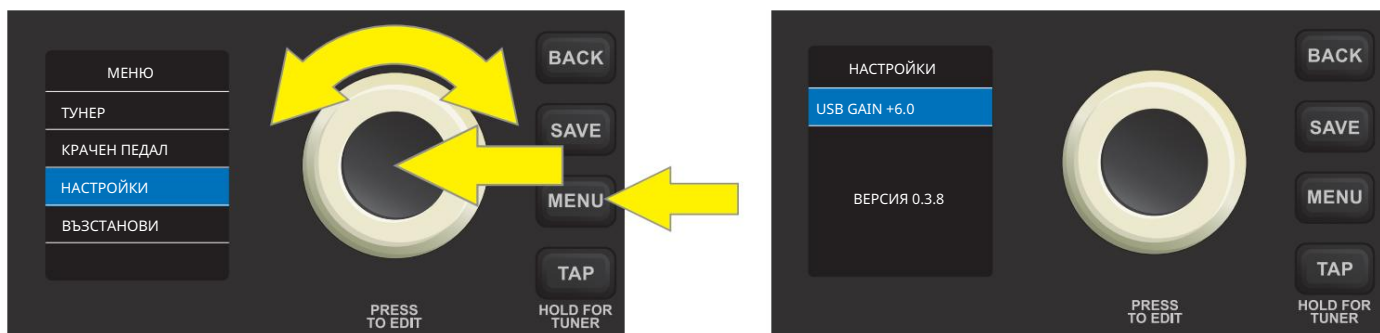 МЕНЮ
ТУНЕР
КРАЧЕН ПЕДАЛ
НАСТРОЙКИ
ВЪЗСТАНОВИ
BACK
SAVE
MENU
TAP
PRESS
TO EDIT
HOLD FOR
TUNER
НАСТРОЙКИ
USB GAIN +6.0
ВЕРСИЯ 0.3.8
BACK
SAVE
MENU
TAP
PRESS
TO EDIT
HOLD FOR
TUNER